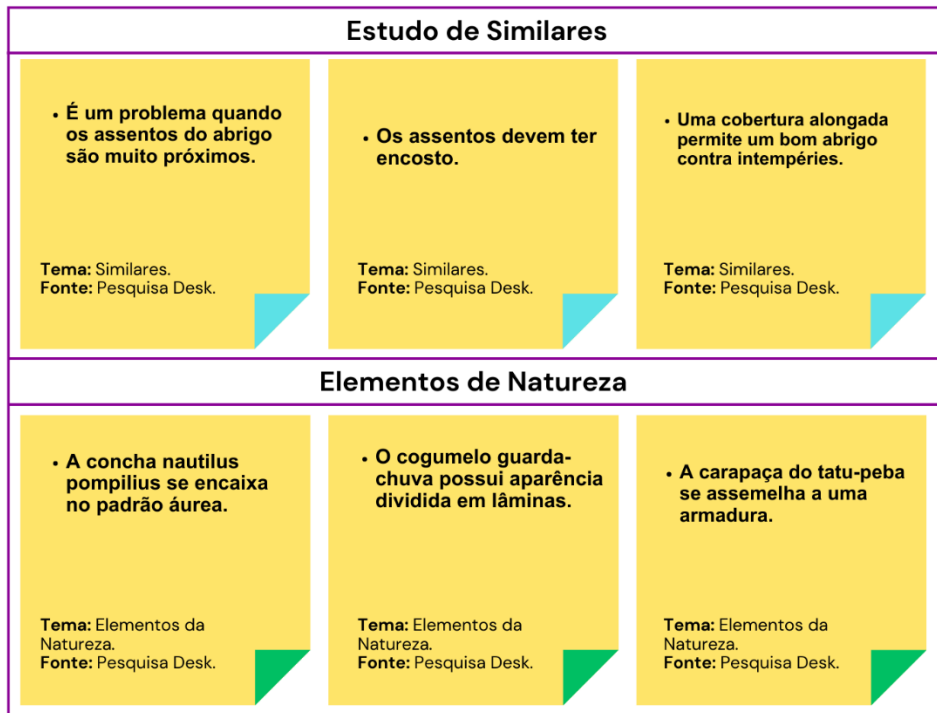 Estudo de Similares
• É um problema quando
os assentos do abrigo
são muito próximos.
Tema: Similares.
Fonte: Pesquisa Desk.
• Os assentos devem ter
encosto.
Tema: Similares.
Fonte: Pesquisa Desk.
• Uma cobertura alongada
permite um bom abrigo
contra intempéries.
Tema: Similares.
Fonte: Pesquisa Desk.
Elementos de Natureza
• A concha nautilus
pompilius se encaixa
no padrão áurea.
Tema: Elementos da
Natureza.
Fonte: Pesquisa Desk.
• O cogumelo guarda-
chuva possui aparência
dividida em lâminas.
Tema: Elementos da
Natureza.
Fonte: Pesquisa Desk.
• A carapaça do tatu-peba
se assemelha a uma
armadura.
Tema: Elementos da
Natureza.
Fonte: Pesquisa Desk.